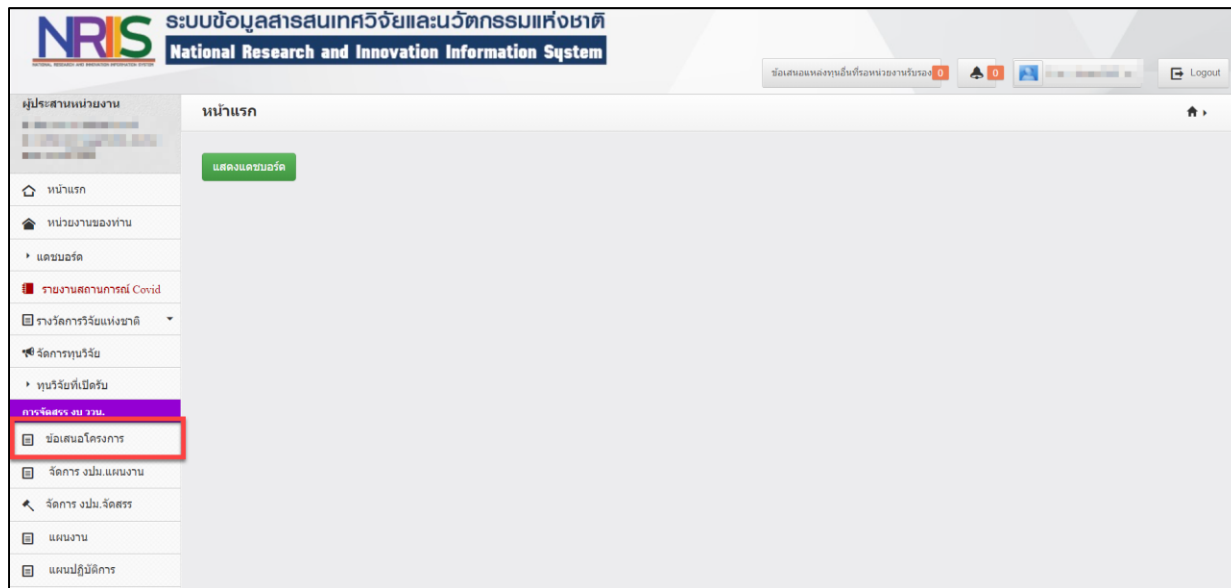 NRIIS
NATIONAL RESEARCH AND INNOVATION INFORMATION SYSTEM
ระบบข้อมูลสารสนเทศวิจัยและนวัตกรรมแห่งชาติ
National Research and Innovation Information System
ข้อเสนอแหล่งทุนอื่นที่รอหน่วยงานรับรอง 0
0
Logout
ผู้ประสานหน่วยงาน
หน้าแรก
แสดงแดชบอร์ด
หน้าแรก
หน่วยงานของท่าน
แดชบอร์ด
รายงานสถานการณ์ Covid
รางวัลการวิจัยแห่งชาติ
จัดการทุนวิจัย
ทุนวิจัยที่เปิดรับ
การจัดสรร งบ ววน.
ข้อเสนอโครงการ
จัดการ งปม.แผนงาน
จัดการ งปม.จัดสรร
แผนงาน
แผนปฏิบัติการ